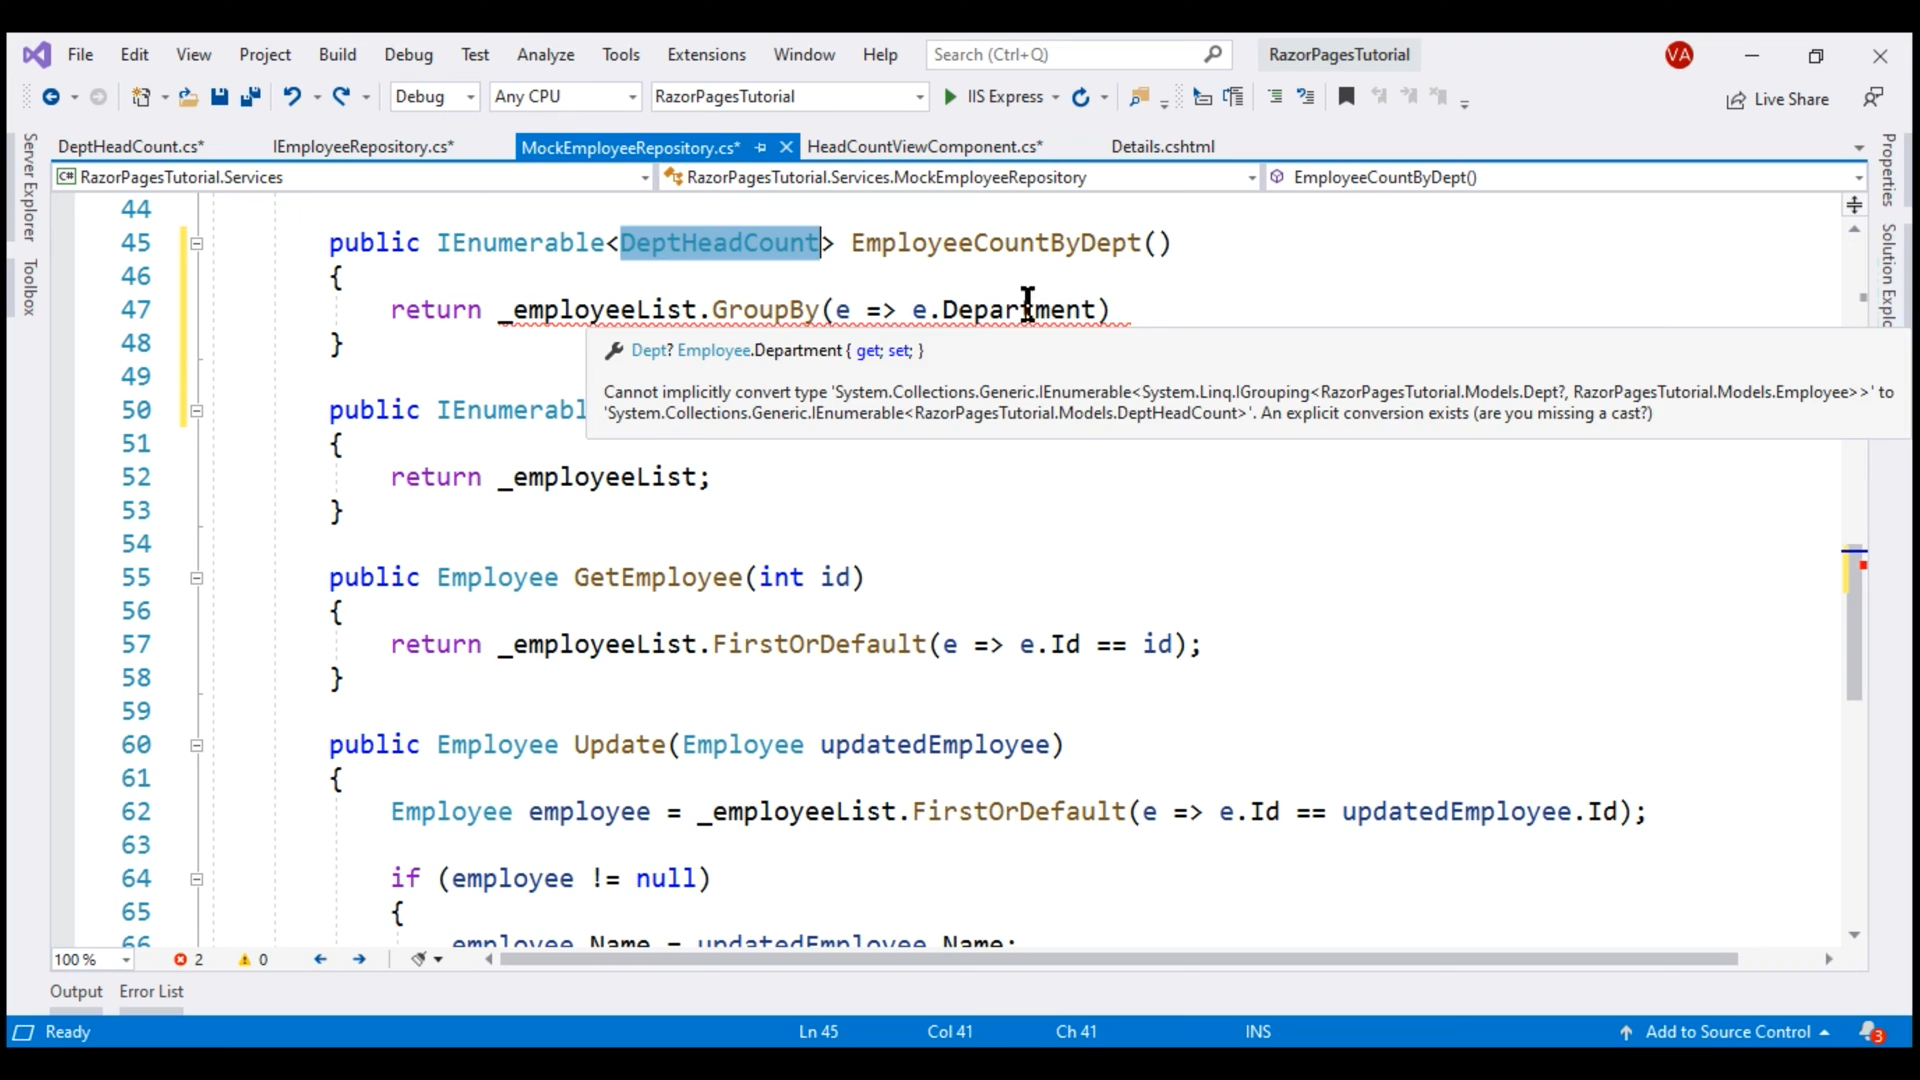 File Edit View Project Build Debug Test Analyze Tools Extensions Window Help Search (Ctrl+Q) RazorPagesTutorial VA
Debug Any CPU RazorPagesTutorial IIS Express Live Share
DeptHeadCount.cs* IEmployeeRepository.cs* MockEmployeeRepository.cs* HeadCountViewComponent.cs* Details.cshtml
C# RazorPagesTutorial.Services RazorPagesTutorial.Services.MockEmployeeRepository EmployeeCountByDept()
Server Explorer
Toolbox
Properties
Solution Explo
44
45 public IEnumerable<DeptHeadCount> EmployeeCountByDept()
46 {
47 return _employeeList.GroupBy(e => e.Department)
48 }
Dept? Employee.Department { get; set; }
49
Cannot implicitly convert type 'System.Collections.Generic.IEnumerable<System.Linq.IGrouping<RazorPagesTutorial.Models.Dept?, RazorPagesTutorial.Models.Employee>>' to
'System.Collections.Generic.IEnumerable<RazorPagesTutorial.Models.DeptHeadCount>'. An explicit conversion exists (are you missing a cast?)
50 public IEnumerabl
51 {
52 return _employeeList;
53 }
54
55 public Employee GetEmployee(int id)
56 {
57 return _employeeList.FirstOrDefault(e => e.Id == id);
58 }
59
60 public Employee Update(Employee updatedEmployee)
61 {
62 Employee employee = _employeeList.FirstOrDefault(e => e.Id == updatedEmployee.Id);
63
64 if (employee != null)
65 {
66 employee.Name = updatedEmployee.Name;
100 % 2 0
Output Error List
Ready Ln 45 Col 41 Ch 41 INS Add to Source Control 3